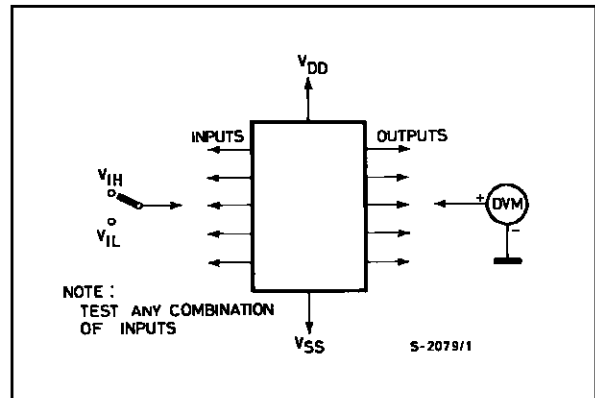 VDD
INPUTS
OUTPUTS
VIH
VIL
+
DVM
-
NOTE :
TEST ANY COMBINATION
OF INPUTS
VSS
S-2079/1